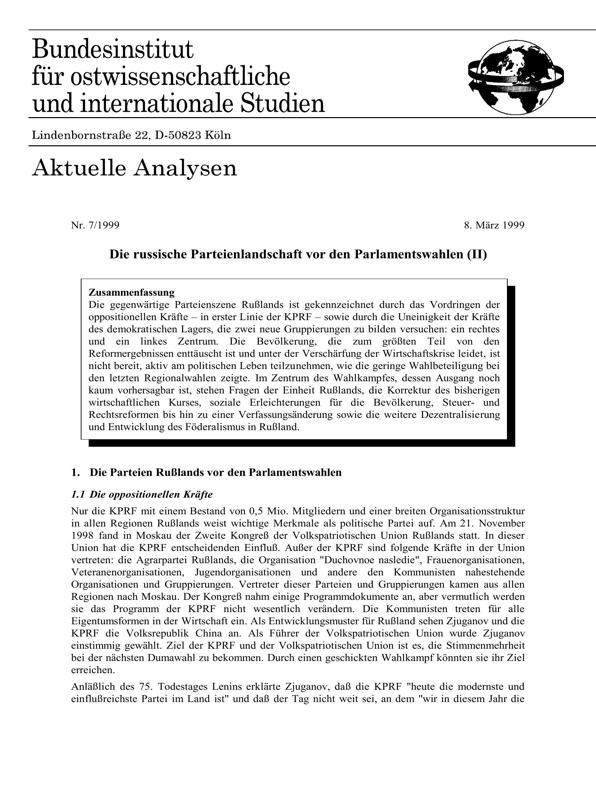 Bundesinstitut
für ostwissenschaftliche
und internationale Studien
Lindenbornstraße 22, D-50823 Köln
Aktuelle Analysen
Nr. 7/1999 8. März 1999
Die russische Parteienlandschaft vor den Parlamentswahlen (II)
Zusammenfassung
Die gegenwärtige Parteienszene Rußlands ist gekennzeichnet durch das Vordringen der
oppositionellen Kräfte – in erster Linie der KPRF – sowie durch die Uneinigkeit der Kräfte
des demokratischen Lagers, die zwei neue Gruppierungen zu bilden versuchen: ein rechtes
und ein linkes Zentrum. Die Bevölkerung, die zum größten Teil von den
Reformergebnissen enttäuscht ist und unter der Verschärfung der Wirtschaftskrise leidet, ist
nicht bereit, aktiv am politischen Leben teilzunehmen, wie die geringe Wahlbeteiligung bei
den letzten Regionalwahlen zeigte. Im Zentrum des Wahlkampfes, dessen Ausgang noch
kaum vorhersagbar ist, stehen Fragen der Einheit Rußlands, die Korrektur des bisherigen
wirtschaftlichen Kurses, soziale Erleichterungen für die Bevölkerung, Steuer- und
Rechtsreformen bis hin zu einer Verfassungsänderung sowie die weitere Dezentralisierung
und Entwicklung des Föderalismus in Rußland.
1. Die Parteien Rußlands vor den Parlamentswahlen
1.1 Die oppositionellen Kräfte
Nur die KPRF mit einem Bestand von 0,5 Mio. Mitgliedern und einer breiten Organisationsstruktur
in allen Regionen Rußlands weist wichtige Merkmale als politische Partei auf. Am 21. November
1998 fand in Moskau der Zweite Kongreß der Volkspatriotischen Union Rußlands statt. In dieser
Union hat die KPRF entscheidenden Einfluß. Außer der KPRF sind folgende Kräfte in der Union
vertreten: die Agrarpartei Rußlands, die Organisation "Duchovnoe nasledie", Frauenorganisationen,
Veteranenorganisationen, Jugendorganisationen und andere den Kommunisten nahestehende
Organisationen und Gruppierungen. Vertreter dieser Parteien und Gruppierungen kamen aus allen
Regionen nach Moskau. Der Kongreß nahm einige Programmdokumente an, aber vermutlich werden
sie das Programm der KPRF nicht wesentlich verändern. Die Kommunisten treten für alle
Eigentumsformen in der Wirtschaft ein. Als Entwicklungsmuster für Rußland sehen Zjuganov und die
KPRF die Volksrepublik China an. Als Führer der Volkspatriotischen Union wurde Zjuganov
einstimmig gewählt. Ziel der KPRF und der Volkspatriotischen Union ist es, die Stimmenmehrheit
bei der nächsten Dumawahl zu bekommen. Durch einen geschickten Wahlkampf könnten sie ihr Ziel
erreichen.
Anläßlich des 75. Todestages Lenins erklärte Zjuganov, daß die KPRF "heute die modernste und
einflußreichste Partei im Land ist" und daß der Tag nicht weit sei, an dem "wir in diesem Jahr die